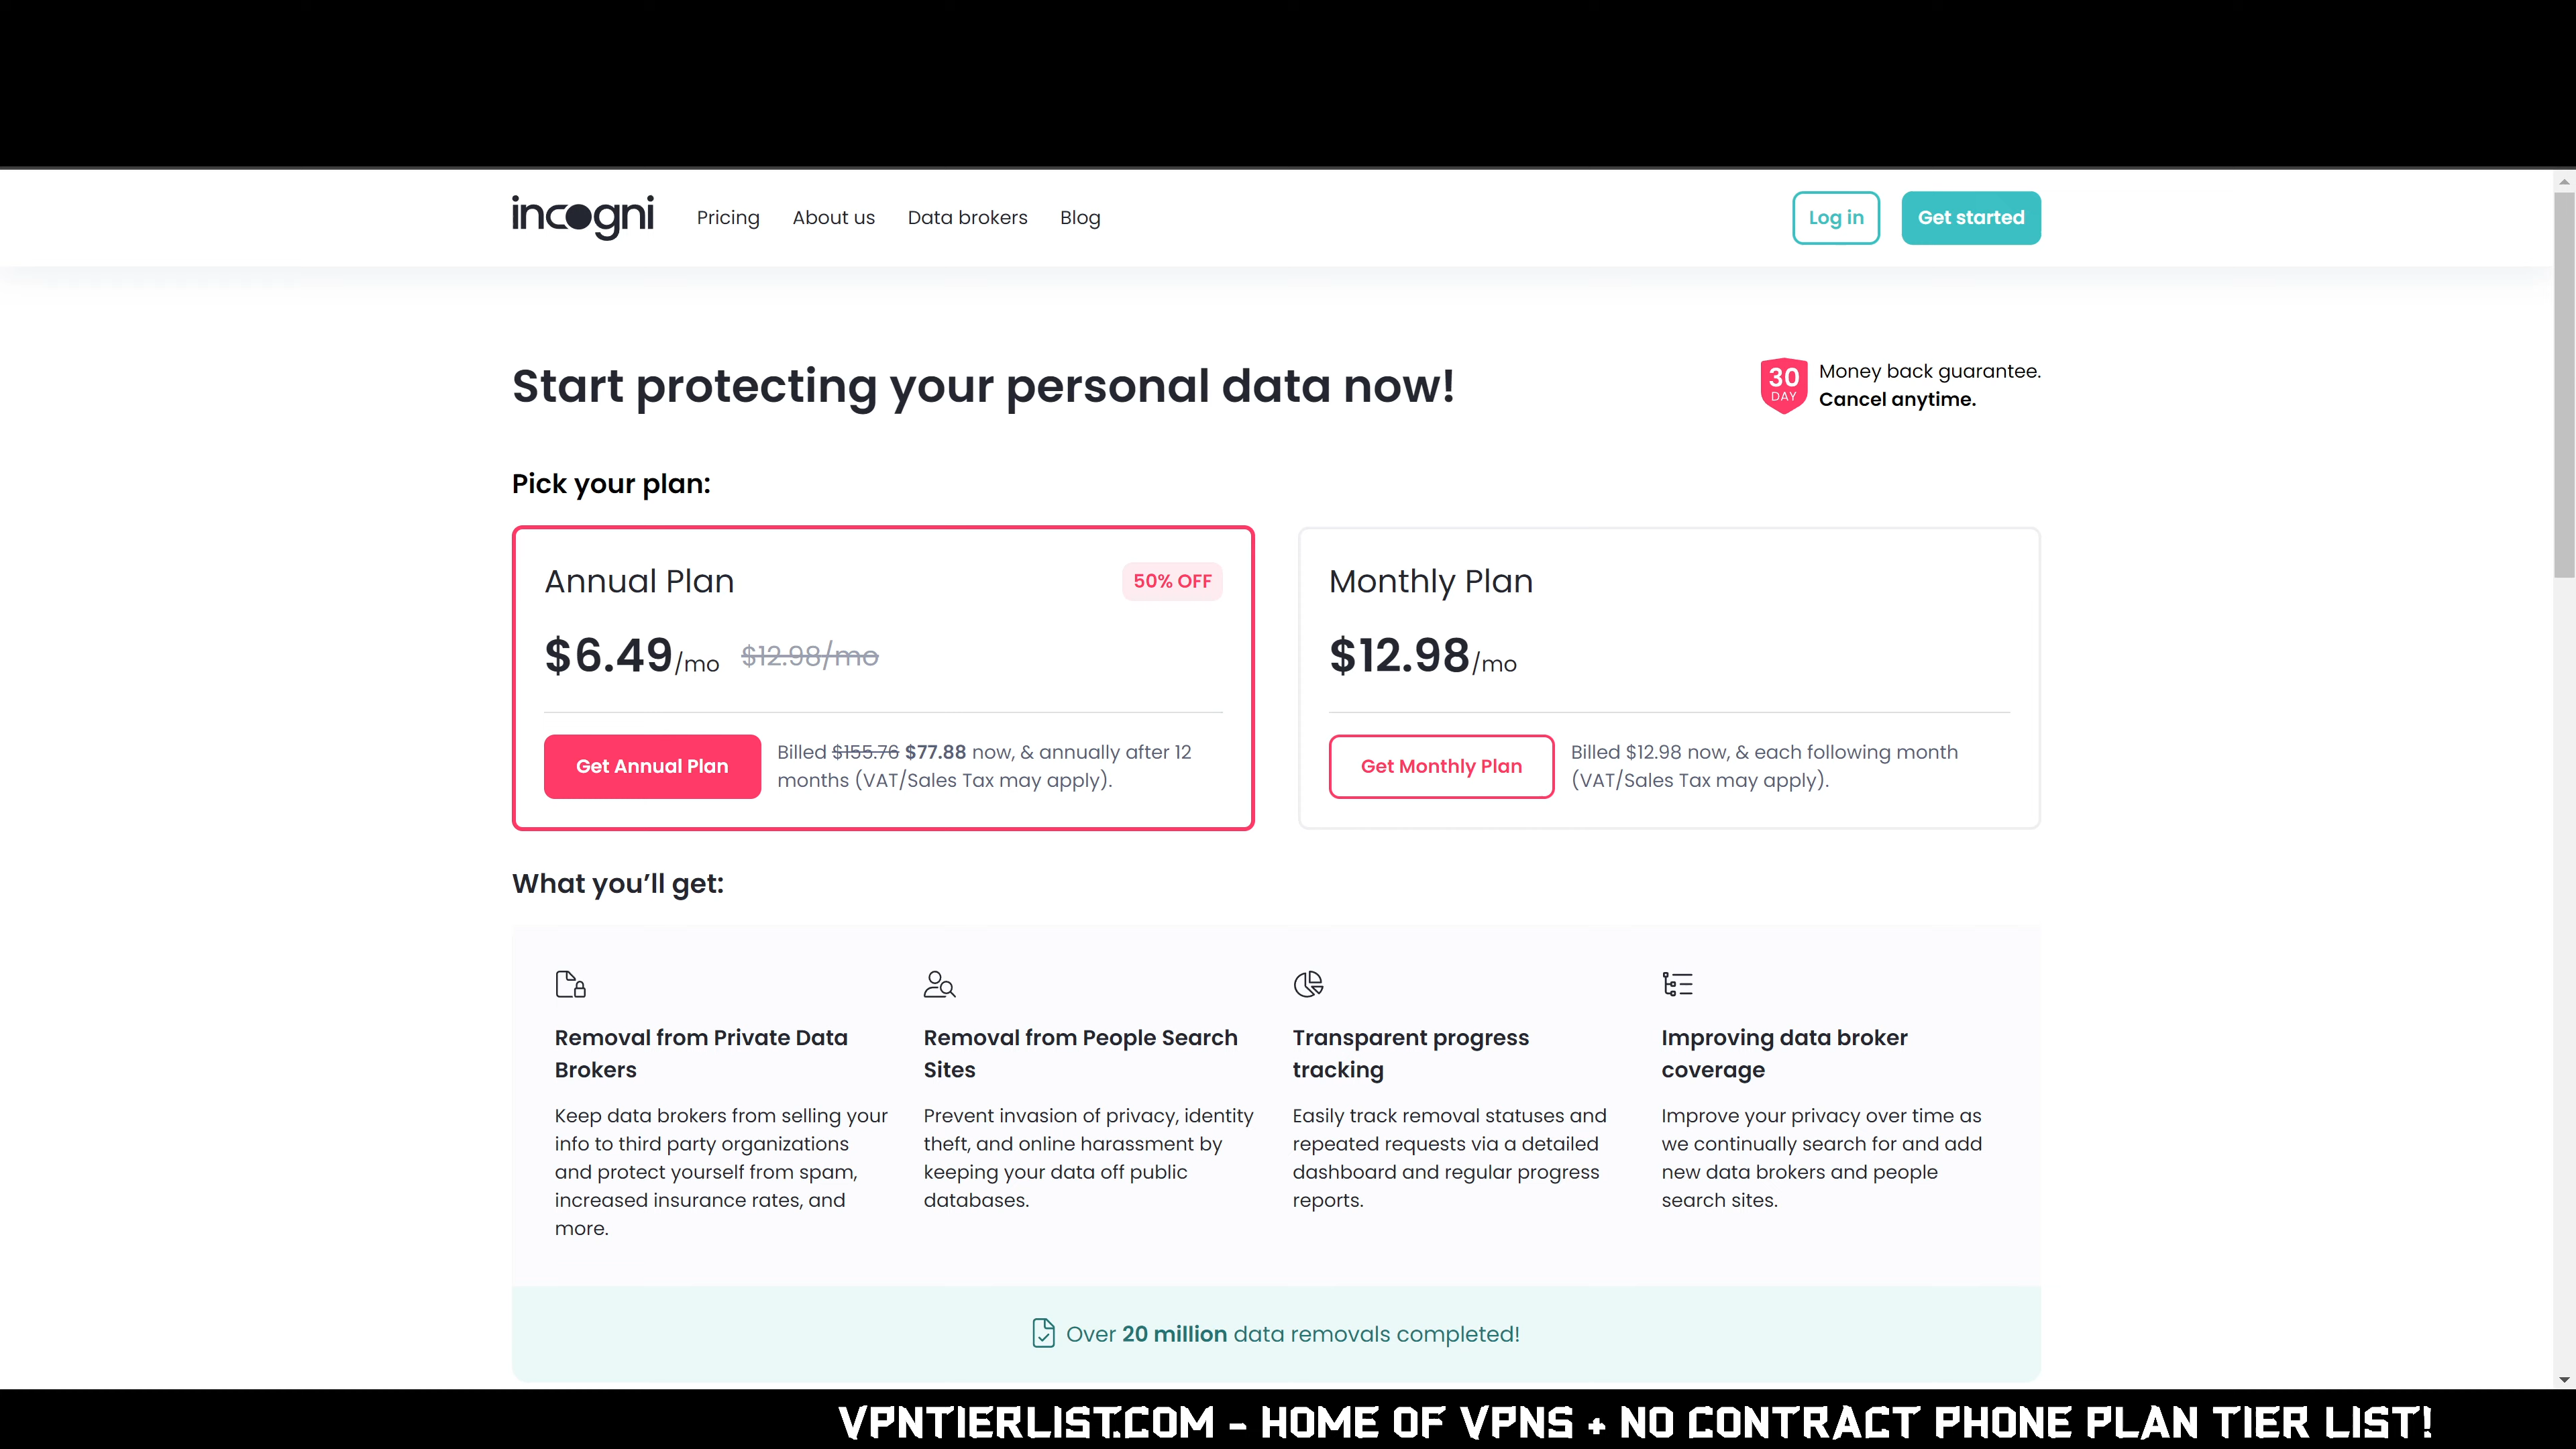 incogni
Pricing About us Data brokers Blog
Log in
Get started
Start protecting your personal data now!
30
DAY
Money back guarantee.
Cancel anytime.
Pick your plan:
Annual Plan
50% OFF
$6.49/mo $12.98/mo
Get Annual Plan
Billed $155.76 $77.88 now, & annually after 12
months (VAT/Sales Tax may apply).
Monthly Plan
$12.98/mo
Get Monthly Plan
Billed $12.98 now, & each following month
(VAT/Sales Tax may apply).
What you’ll get:
Removal from Private Data
Brokers
Keep data brokers from selling your
info to third party organizations
and protect yourself from spam,
increased insurance rates, and
more.
Removal from People Search
Sites
Prevent invasion of privacy, identity
theft, and online harassment by
keeping your data off public
databases.
Transparent progress
tracking
Easily track removal statuses and
repeated requests via a detailed
dashboard and regular progress
reports.
Improving data broker
coverage
Improve your privacy over time as
we continually search for and add
new data brokers and people
search sites.
Over 20 million data removals completed!
VPNTIERLIST.COM - HOME OF VPNS + NO CONTRACT PHONE PLAN TIER LIST!